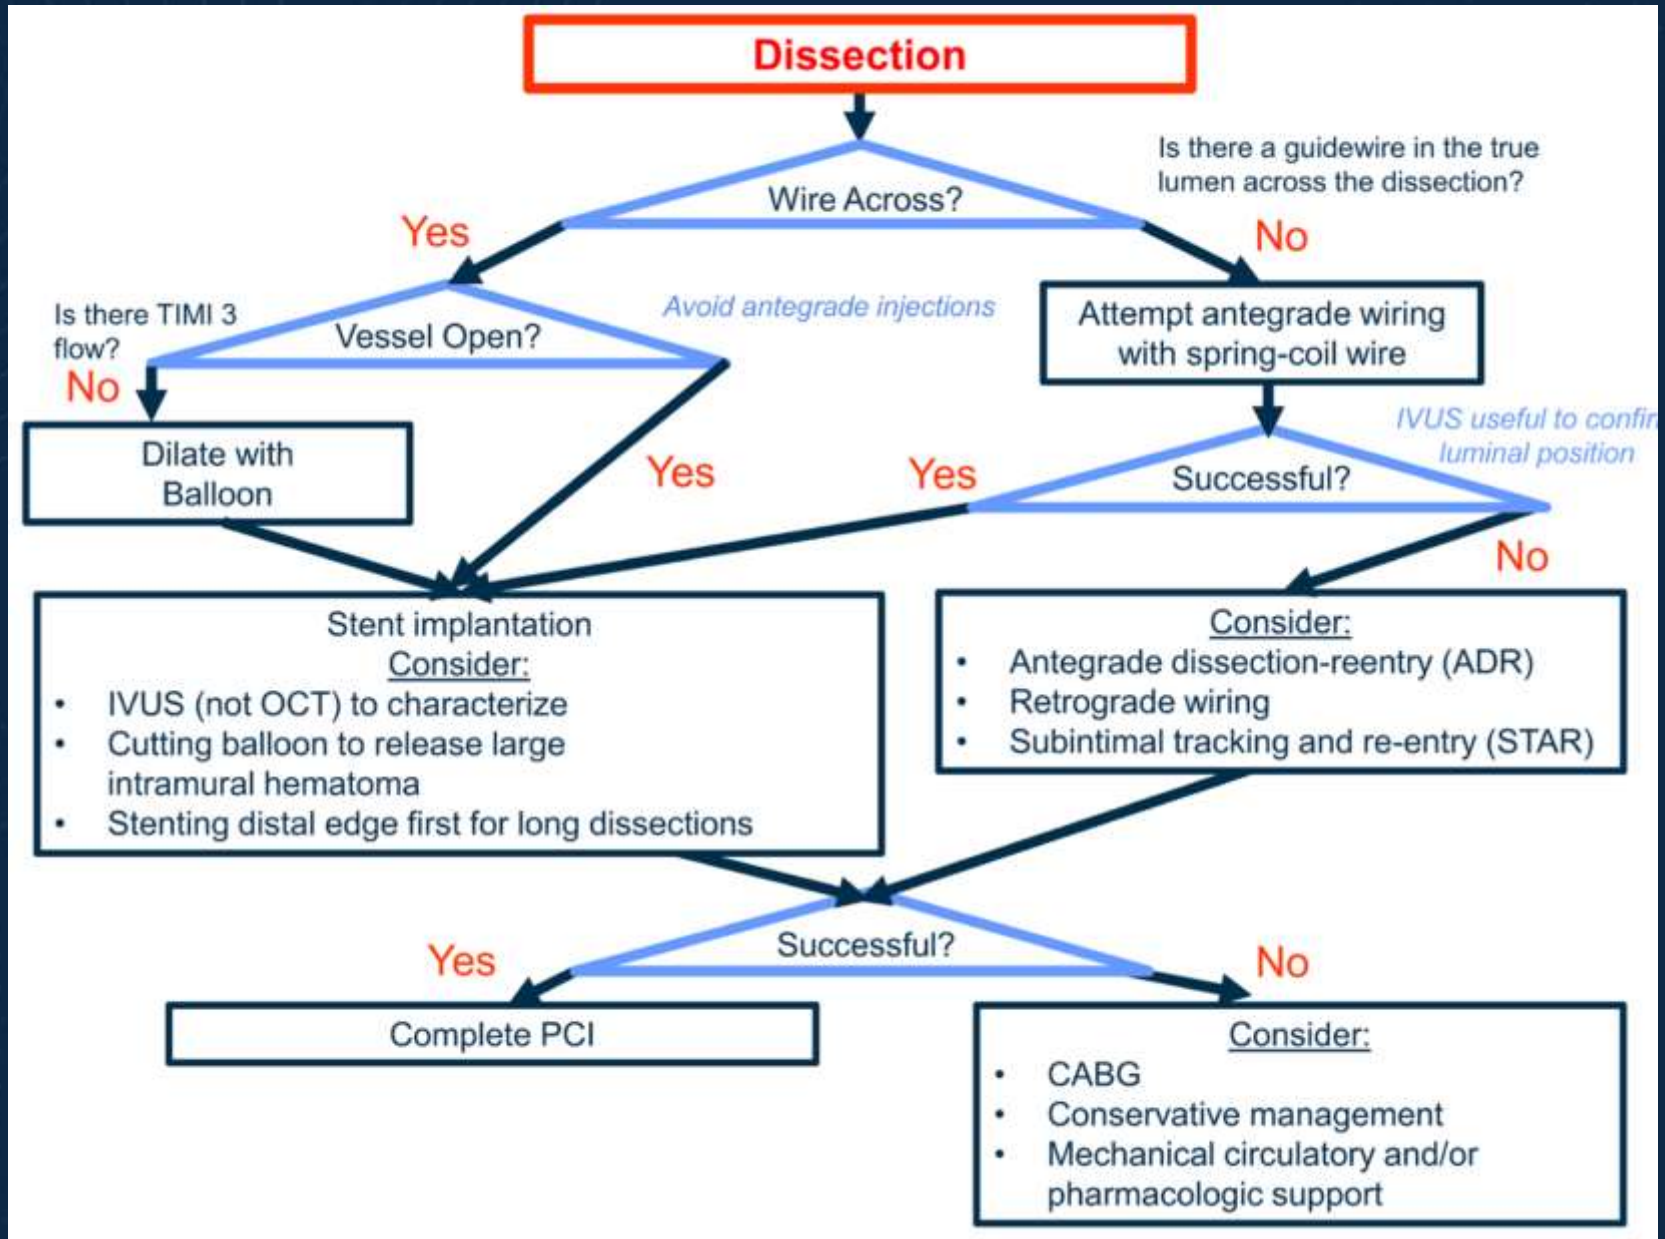 Dissection
Is there a guidewire in the true
lumen across the dissection?
Wire Across?
Yes
No
Is there TIMI 3
flow?
Vessel Open?
Avoid antegrade injections
Attempt antegrade wiring
with spring-coil wire
No
Dilate with
Balloon
Yes
Yes
IVUS useful to
luminal position
Successful?
No
Stent implantation
Consider:
• IVUS (not OCT) to characterize
• Cutting balloon to release large
intramural hematoma
• Stenting distal edge first for long dissections
Consider:
• Antegrade dissection-reentry (ADR)
• Retrograde wiring
• Subintimal tracking and re-entry (STAR)
Successful?
Yes
No
Complete PCI
Consider:
• CABG
• Conservative management
• Mechanical circulatory and/or
pharmacologic support